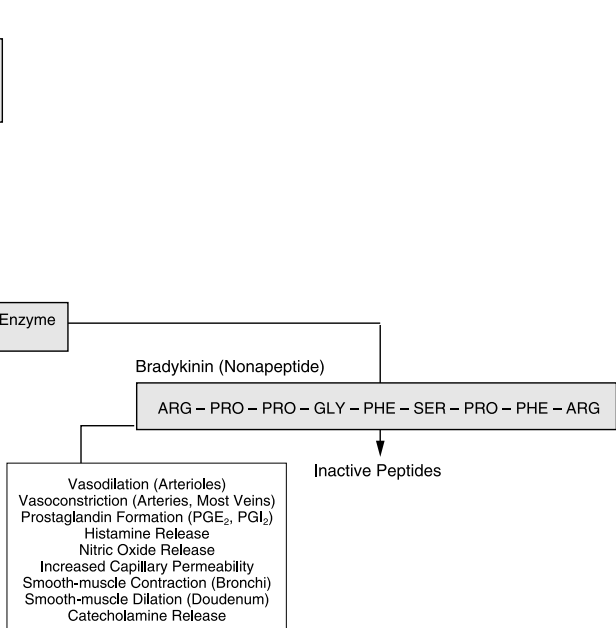 Enzyme
Bradykinin (Nonapeptide)
ARG – PRO – PRO – GLY – PHE – SER – PRO – PHE – ARG
Inactive Peptides
Vasodilation (Arterioles)
Vasoconstriction (Arteries, Most Veins)
Prostaglandin Formation (PGE₂, PGI₂)
Histamine Release
Nitric Oxide Release
Increased Capillary Permeability
Smooth-muscle Contraction (Bronchi)
Smooth-muscle Dilation (Doudenum)
Catecholamine Release